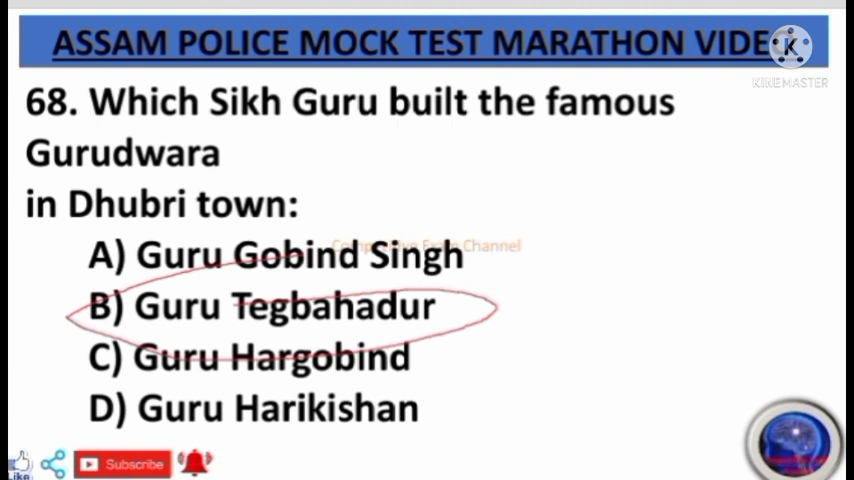 ASSAM POLICE MOCK TEST MARATHON VIDE
K
KINEMASTER
68. Which Sikh Guru built the famous
Gurudwara
in Dhubri town:
A) Guru Gobind Singh
B) Guru Tegbahadur
C) Guru Hargobind
D) Guru Harikishan
Like
Subscribe